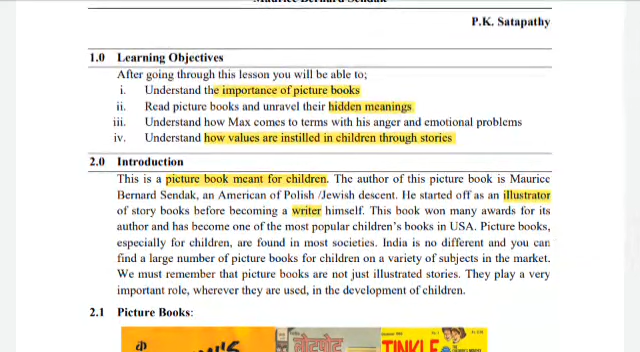 Maurice Bernard Sendak
P.K. Satapathy
1.0 Learning Objectives
After going through this lesson you will be able to;
i. Understand the importance of picture books
ii. Read picture books and unravel their hidden meanings
iii. Understand how Max comes to terms with his anger and emotional problems
iv. Understand how values are instilled in children through stories
2.0 Introduction
This is a picture book meant for children. The author of this picture book is Maurice
Bernard Sendak, an American of Polish /Jewish descent. He started off as an illustrator
of story books before becoming a writer himself. This book won many awards for its
author and has become one of the most popular children's books in USA. Picture books,
especially for children, are found in most societies. India is no different and you can
find a large number of picture books for children on a variety of subjects in the market.
We must remember that picture books are not just illustrated stories. They play a very
important role, wherever they are used, in the development of children.
2.1 Picture Books:
लोटपोट
TINKLE